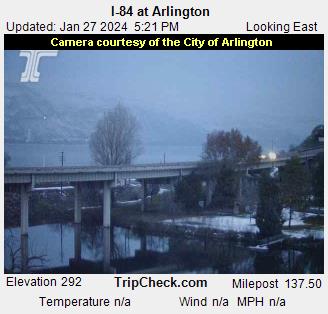 I-84 at Arlington
Updated: Jan 27 2024 5:21 PM Looking East
Camera courtesy of the City of Arlington
Elevation 292 TripCheck.com Milepost 137.50
Temperature n/a Wind n/a MPH n/a